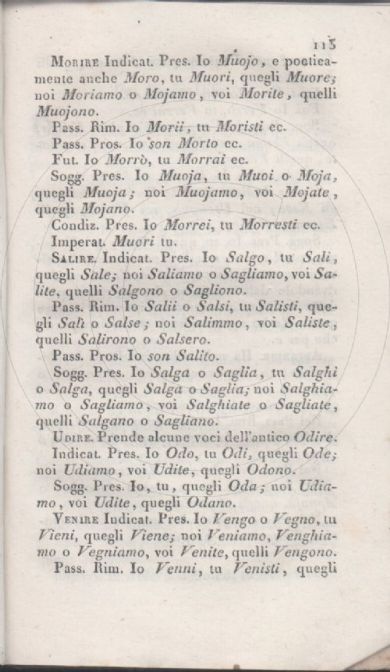 115
MORIRE Indicat. Pres. Io Muojo, e poetica-
mente anche Moro, tu Muori, quegli Muore;
noi Moriamo o Mojamo, voi Morite, quelli
Muojono.
Pass. Rim. Io Morii, tu Moristi ec.
Pass. Pros. Io son Morto ec.
Fut. Io Morrò, tu Morrai ec.
Sogg. Pres. Io Muoja, tu Muoi o Moja,
quegli Muoja; noi Muojamo, voi Mojate,
quegli Mojano.
Condiz. Pres. Io Morrei, tu Morresti ec.
Imperat. Muori tu.
SALIRE. Indicat. Pres. Io Salgo, tu Sali,
quegli Sale; noi Saliamo o Sagliamo, voi Sa-
lite, quelli Salgono o Sagliono.
Pass. Rim. Io Salii o Salsi, tu Salisti, que-
gli Salì o Salse; noi Salimmo, voi Saliste,
quelli Salirono o Salsero.
Pass. Pros. Io son Salito.
Sogg. Pres. Io Salga o Saglia, tu Salghi
o Salga, quegli Salga o Saglia; noi Salghia-
mo o Sagliamo, voi Salghiate o Sagliate,
quelli Salgano o Sagliano.
UDIRE. Prende alcune voci dell'antico Odire.
Indicat. Pres. Io Odo, tu Odi, quegli Ode;
noi Udiamo, voi Udite, quegli Odono.
Sogg. Pres. Io, tu, quegli Oda; noi Udia-
mo, voi Udite, quegli Odano.
VENIRE Indicat. Pres. Io Vengo o Vegno, tu
Vieni, quegli Viene; noi Veniamo, Venghia-
mo o Vegniamo, voi Venite, quelli Vengono.
Pass. Rim. Io Venni, tu Venisti, quegli